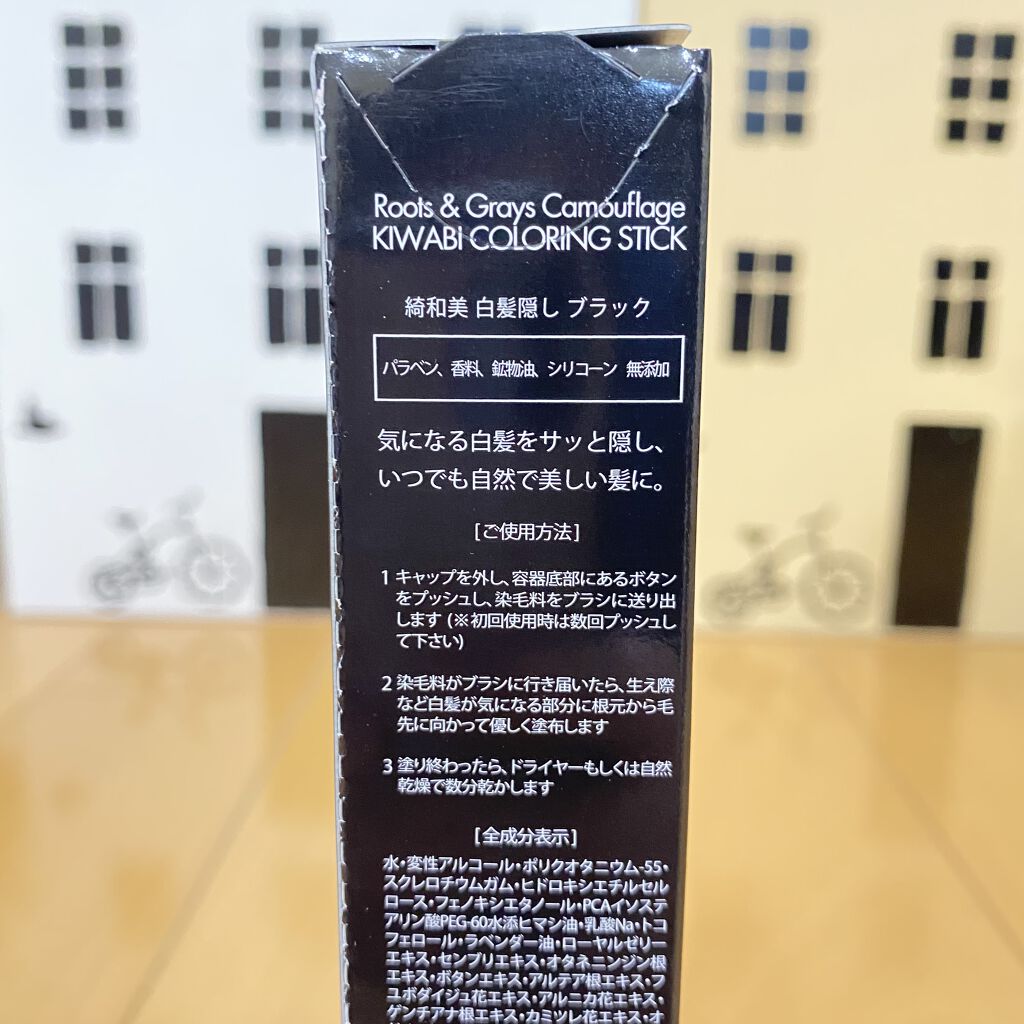 Roots & Grays Camouflage
KIWABI COLORING STICK
綺和美 白髪隠し ブラック
パラベン、香料、鉱物油、シリコーン 無添加
気になる白髪をサッと隠し、
いつでも自然で美しい髪に。
[ご使用方法]
1 キャップを外し、容器底部にあるボタン
をプッシュし、染毛料をブラシに送り出
します (※初回使用時は数回プッシュし
て下さい)
2 染毛料がブラシに行き届いたら、生え際
など白髪が気になる部分に根元から毛
先に向かって優しく塗布します
3 塗り終わったら、ドライヤーもしくは自然
乾燥で数分乾かします
[全成分表示]
水・変性アルコール・ポリクオタニウム-55・
スクレロチウムガム・ヒドロキシエチルセル
ロース・フェノキシエタノール・PCAイソステ
アリン酸PEG-60水添ヒマシ油・乳酸Na・トコ
フェロール・ラベンダー油・ローヤルゼリー
エキス・センブリエキス・オタネニンジン根
エキス・ボタンエキス・アルテア根エキス・フ
ユボダイジュ花エキス・アルニカ花エキス・
ゲンチアナ根エキス・カミツレ花エキス・オ